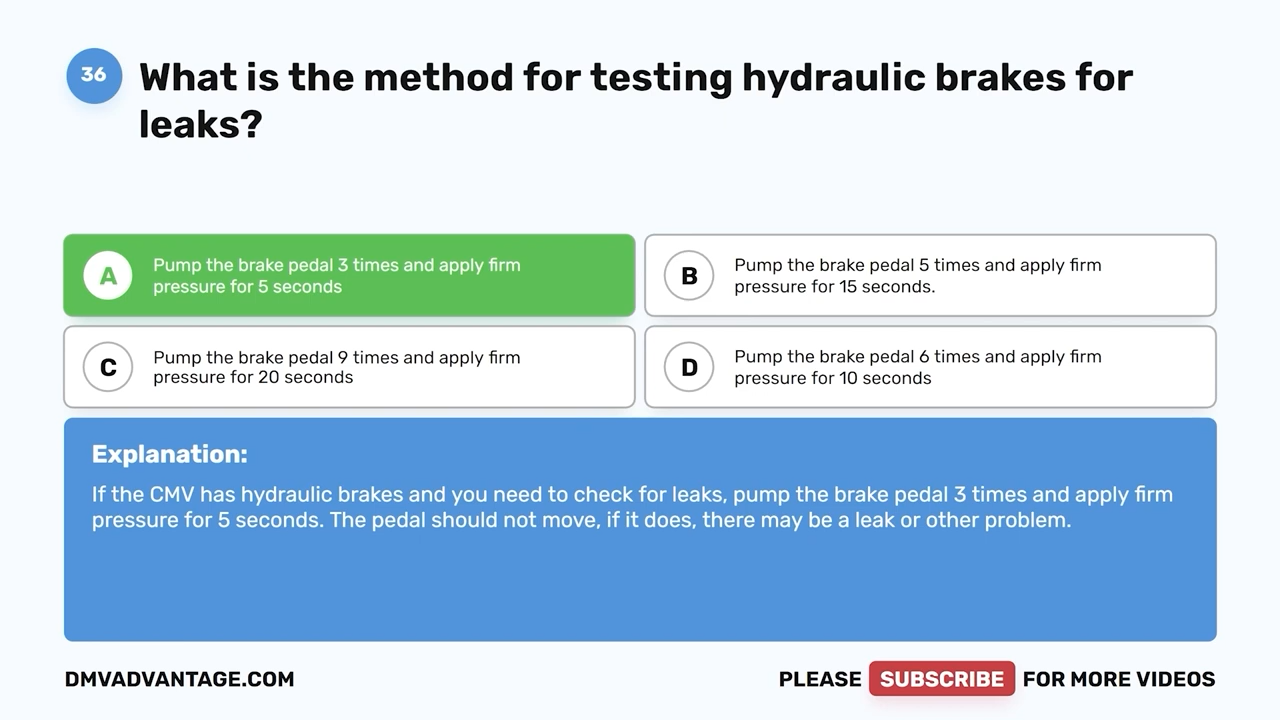 36
What is the method for testing hydraulic brakes for
leaks?
A
Pump the brake pedal 3 times and apply firm
pressure for 5 seconds
B
Pump the brake pedal 5 times and apply firm
pressure for 15 seconds.
C
Pump the brake pedal 9 times and apply firm
pressure for 20 seconds
D
Pump the brake pedal 6 times and apply firm
pressure for 10 seconds
Explanation:
If the CMV has hydraulic brakes and you need to check for leaks, pump the brake pedal 3 times and apply firm
pressure for 5 seconds. The pedal should not move, if it does, there may be a leak or other problem.
DMVADVANTAGE.COM
PLEASE SUBSCRIBE FOR MORE VIDEOS